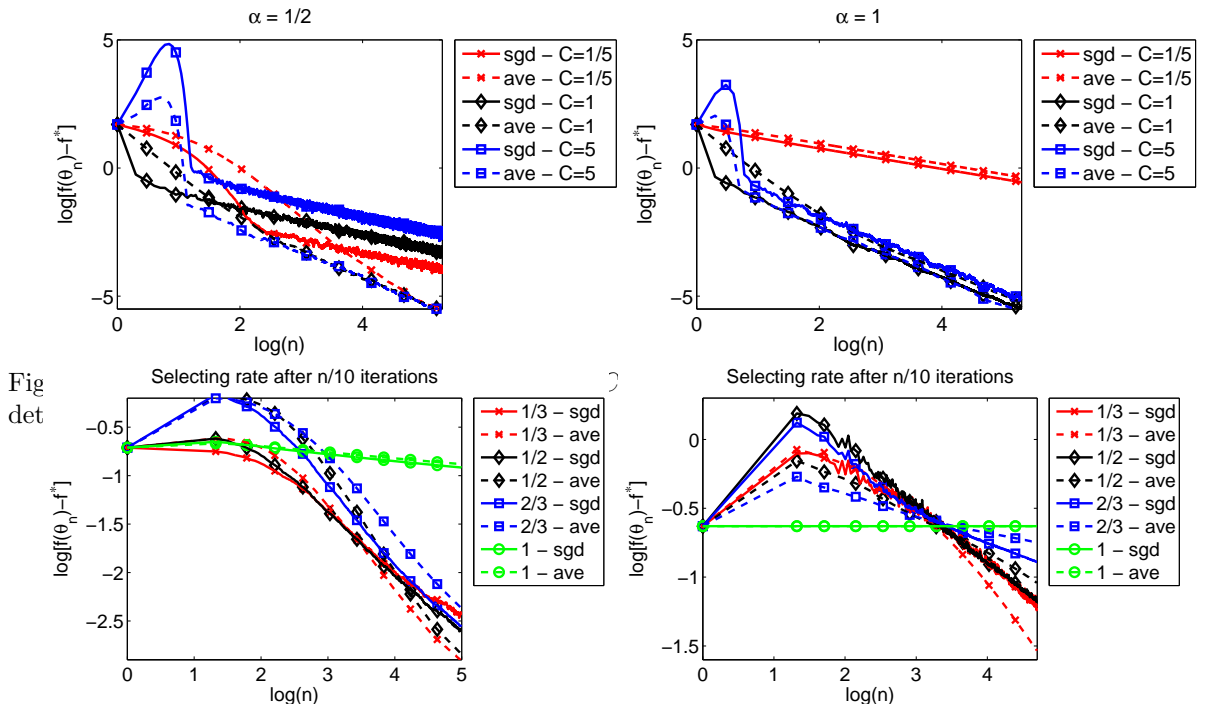 α = 1/2
5
0
−5
0
2
4
log(n)
log[f(θn)−f*]
sgd − C=1/5
ave − C=1/5
sgd − C=1
ave − C=1
sgd − C=5
ave − C=5
α = 1
5
0
−5
0
2
4
log(n)
log[f(θn)−f*]
sgd − C=1/5
ave − C=1/5
sgd − C=1
ave − C=1
sgd − C=5
ave − C=5
Fig
det
Selecting rate after n/10 iterations
−0.5
−1
−1.5
−2
−2.5
0
1
2
3
4
5
log(n)
log[f(θn)−f*]
1/3 − sgd
1/3 − ave
1/2 − sgd
1/2 − ave
2/3 − sgd
2/3 − ave
1 − sgd
1 − ave
Selecting rate after n/10 iterations
0
−0.5
−1
−1.5
0
1
2
3
4
log(n)
log[f(θn)−f*]
1/3 − sgd
1/3 − ave
1/2 − sgd
1/2 − ave
2/3 − sgd
2/3 − ave
1 − sgd
1 − ave